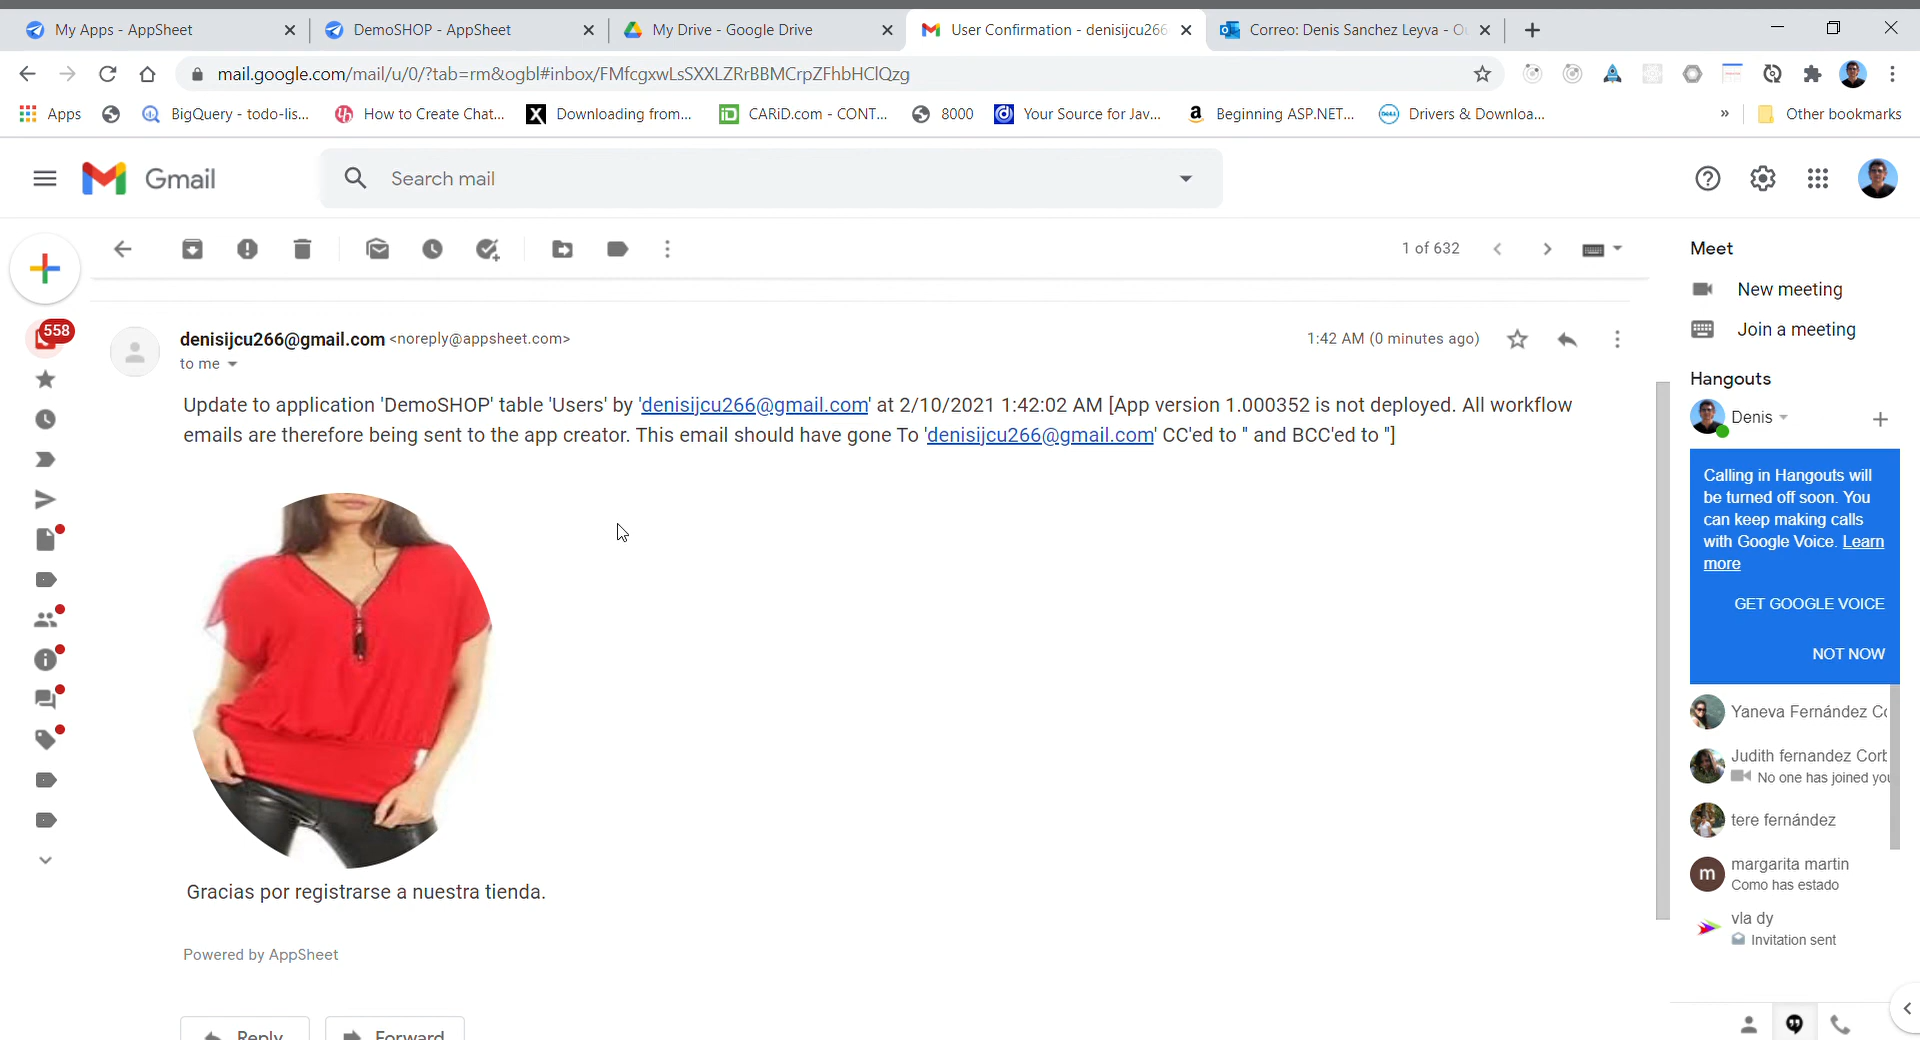 My Apps - AppSheet
DemoSHOP - AppSheet
My Drive - Google Drive
User Confirmation - denisijcu266
Correo: Denis Sanchez Leyva - Ou
mail.google.com/mail/u/0/?tab=rm&ogbl#inbox/FMfcgxwLsSXXLZRrBBMCrpZFhbHClQzg
Apps
BigQuery - todo-lis...
How to Create Chat...
Downloading from...
CARiD.com - CONT...
8000
Your Source for Jav...
Beginning ASP.NET...
Drivers & Downloa...
»
Other bookmarks
Gmail
Search mail
1 of 632
558
denisijcu266@gmail.com <noreply@appsheet.com>
1:42 AM (0 minutes ago)
to me
Update to application 'DemoSHOP' table 'Users' by 'denisijcu266@gmail.com' at 2/10/2021 1:42:02 AM [App version 1.000352 is not deployed. All workflow
emails are therefore being sent to the app creator. This email should have gone To 'denisijcu266@gmail.com' CC'ed to '' and BCC'ed to '']
Gracias por registrarse a nuestra tienda.
Powered by AppSheet
Reply
Forward
Meet
New meeting
Join a meeting
Hangouts
Denis
Calling in Hangouts will
be turned off soon. You
can keep making calls
with Google Voice. Learn
more
GET GOOGLE VOICE
NOT NOW
Yaneva Fernández Co
Judith fernandez Corb
No one has joined you
tere fernández
m
margarita martin
Como has estado
vla dy
Invitation sent